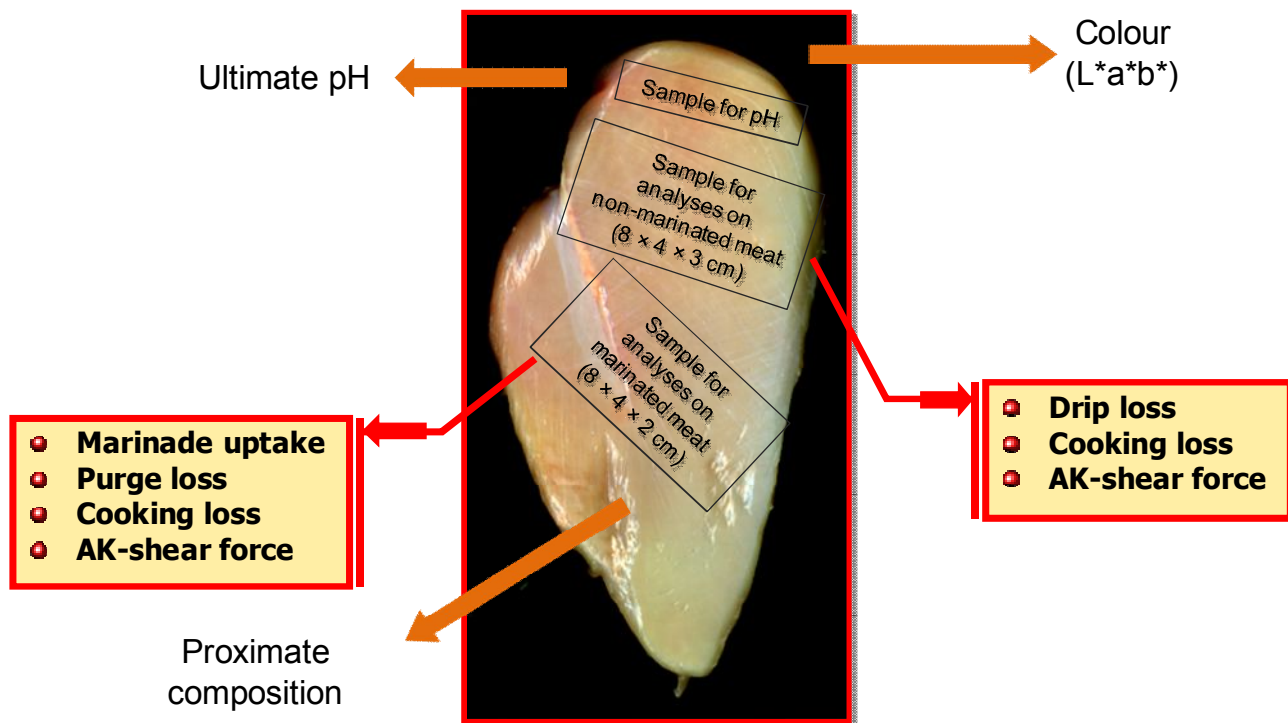 Ultimate pH
Colour
(L*a*b*)
Sample for pH
Sample for
analyses on
non-marinated meat
(8 × 4 × 3 cm)
Sample for
analyses on
marinated meat
(8 × 4 × 2 cm)
Marinade uptake
Purge loss
Cooking loss
AK-shear force
Drip loss
Cooking loss
AK-shear force
Proximate
composition